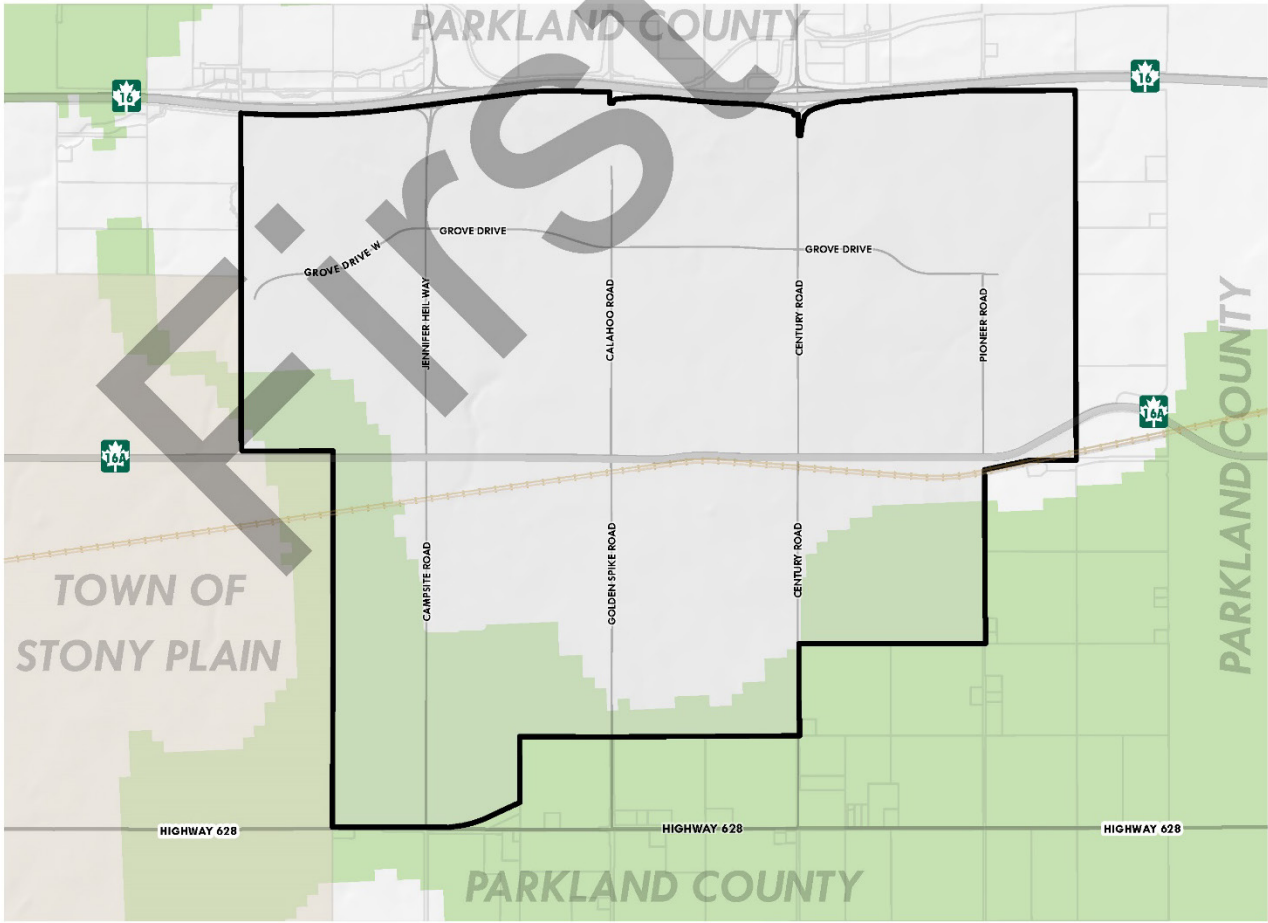 PARKLAND COUNTY
16
16
First
GROVE DRIVE
GROVE DRIVE W
GROVE DRIVE
JENNIFER HEIL WAY
CALAHOO ROAD
CENTURY ROAD
PIONEER ROAD
PARKLAND COUNTY
16A
16A
CAMPSITE ROAD
GOLDEN SPIKE ROAD
CENTURY ROAD
TOWN OF
STONY PLAIN
HIGHWAY 628
HIGHWAY 628
HIGHWAY 628
PARKLAND COUNTY